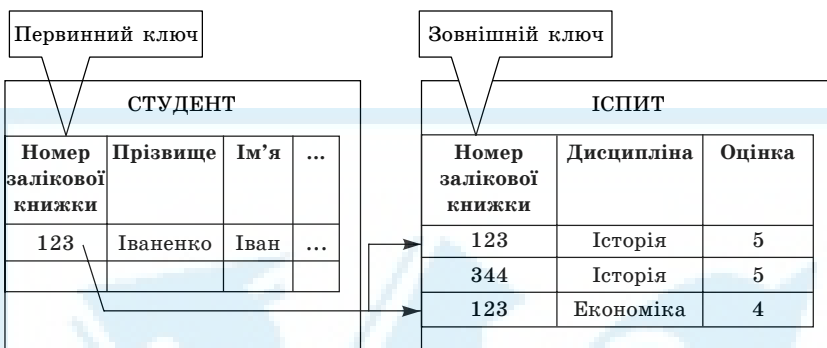 Первинний ключ
Зовнішній ключ
СТУДЕНТ
Номер залікової книжки Прізвище Ім’я ...
123 Іваненко Іван ...
ІСПИТ
Номер залікової книжки Дисципліна Оцінка
123 Історія 5
344 Історія 5
123 Економіка 4